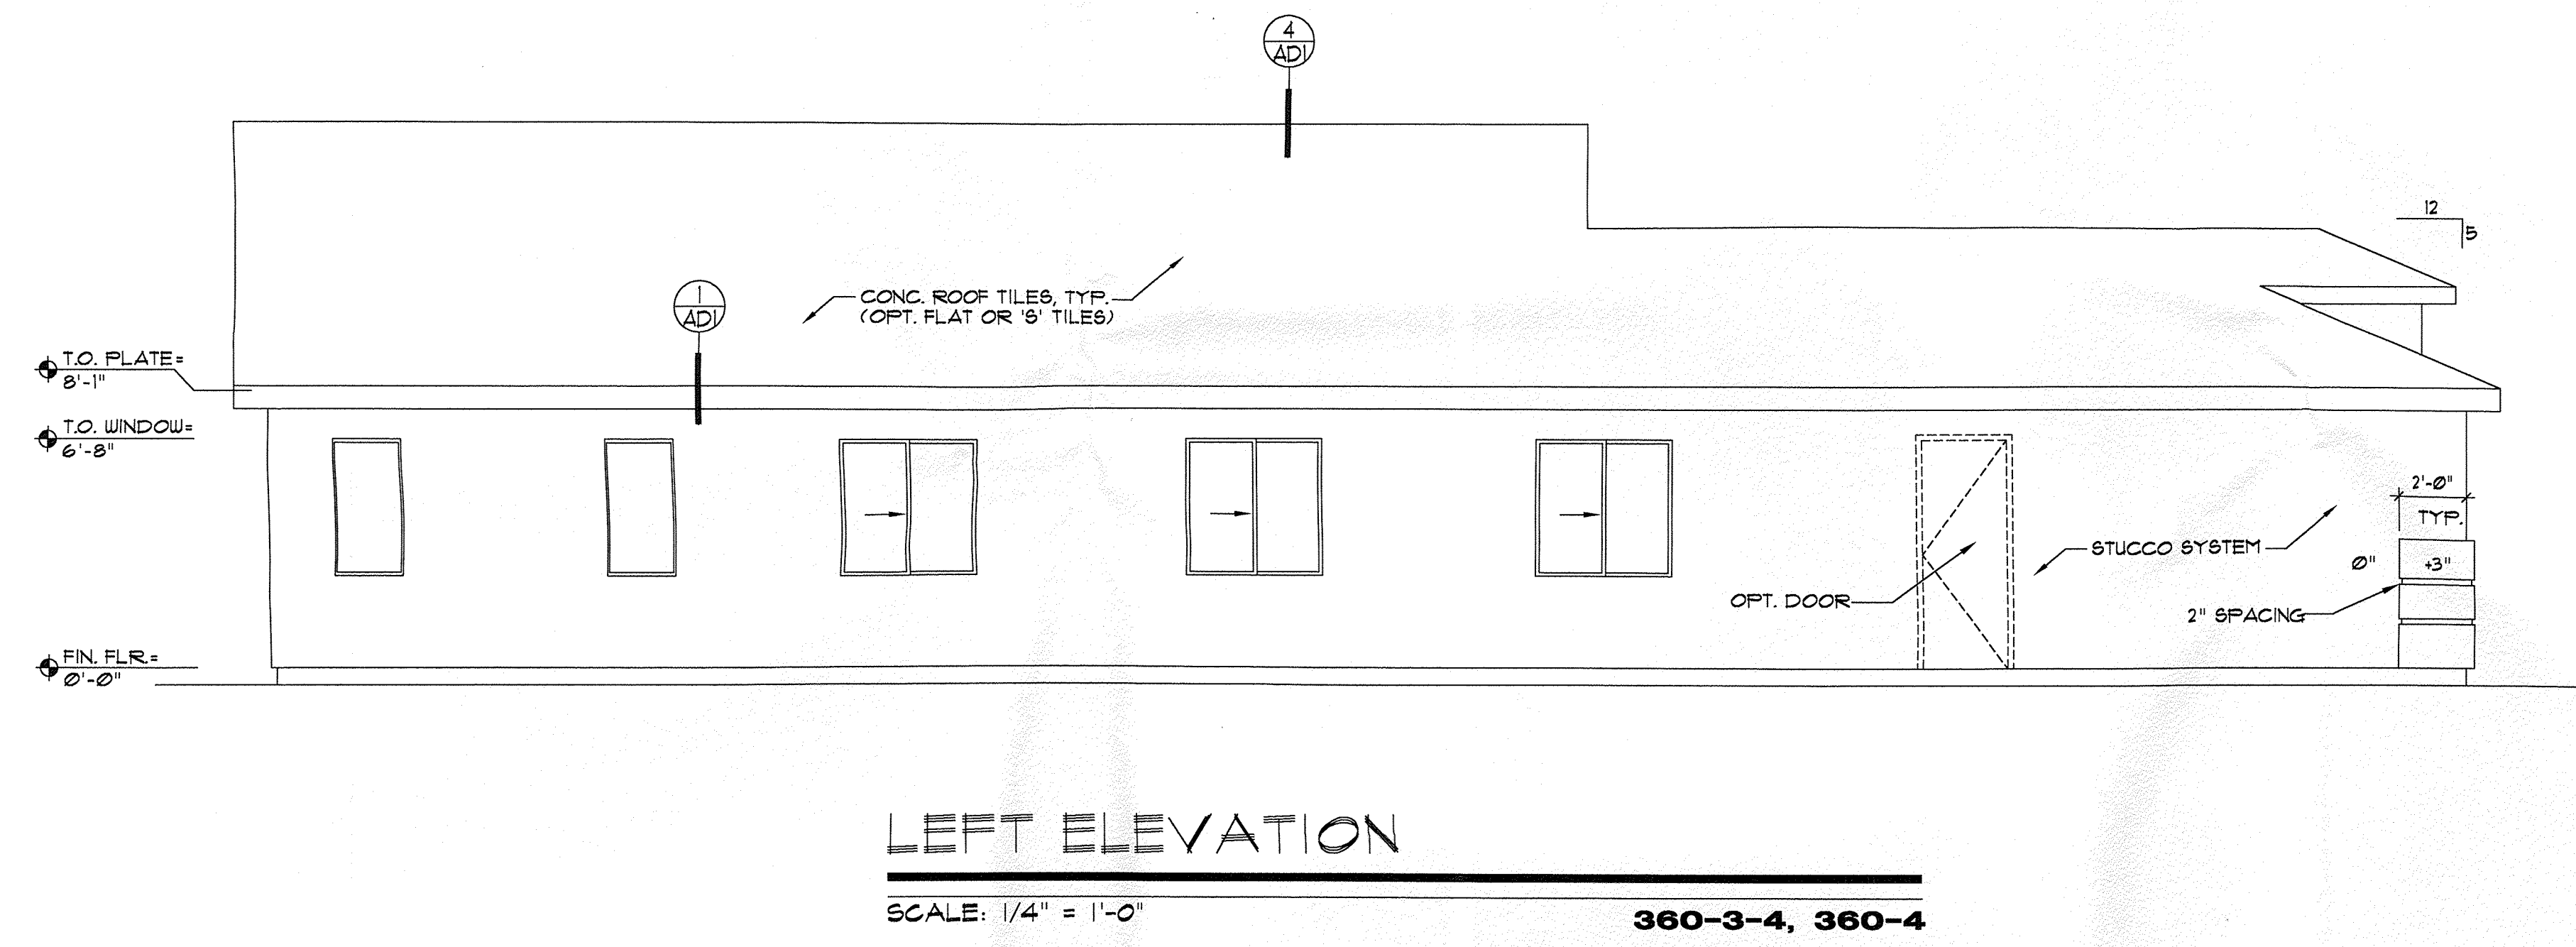 4
AD1
12
5
1
AD1
CONC. ROOF TILES, TYP.
(OPT. FLAT OR 'S' TILES)
T.O. PLATE=
8'-1"
T.O. WINDOW=
6'-8"
2'-0"
TYP.
STUCCO SYSTEM
0"
+3"
OPT. DOOR
2" SPACING
FIN. FLR.=
0'-0"
LEFT ELEVATION
SCALE: 1/4" = 1'-0"
360-3-4, 360-4